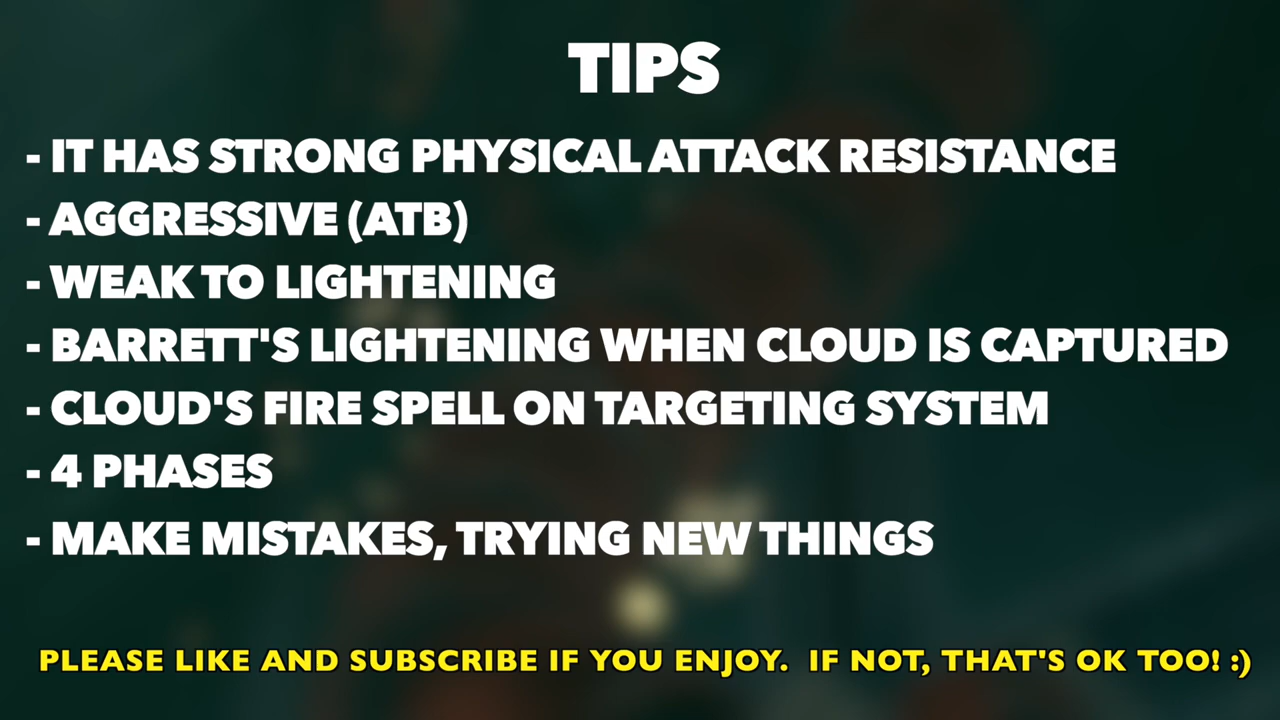 TIPS
- IT HAS STRONG PHYSICAL ATTACK RESISTANCE
- AGGRESSIVE (ATB)
- WEAK TO LIGHTENING
- BARRETT'S LIGHTENING WHEN CLOUD IS CAPTURED
- CLOUD'S FIRE SPELL ON TARGETING SYSTEM
- 4 PHASES
- MAKE MISTAKES, TRYING NEW THINGS
PLEASE LIKE AND SUBSCRIBE IF YOU ENJOY.  IF NOT, THAT'S OK TOO! :)